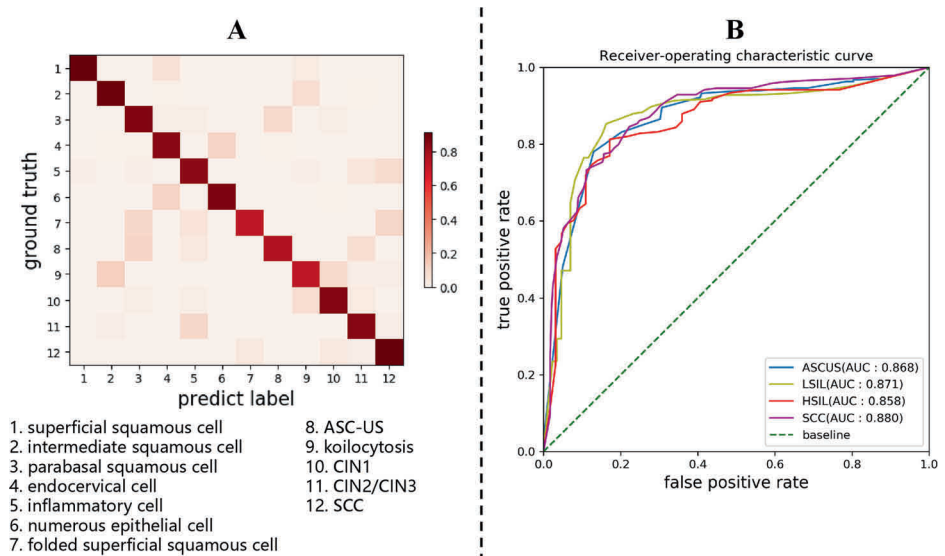 A
ground truth
1
2
3
4
5
6
7
8
9
10
11
12
1 2 3 4 5 6 7 8 9 10 11 12
predict label
0.8
0.6
0.4
0.2
0.0
1. superficial squamous cell
2. intermediate squamous cell
3. parabasal squamous cell
4. endocervical cell
5. inflammatory cell
6. numerous epithelial cell
7. folded superficial squamous cell
8. ASC-US
9. koilocytosis
10. CIN1
11. CIN2/CIN3
12. SCC
B
Receiver-operating characteristic curve
true positive rate
1.0
0.8
0.6
0.4
0.2
0.0
0.0 0.2 0.4 0.6 0.8 1.0
false positive rate
ASCUS(AUC : 0.868)
LSIL(AUC : 0.871)
HSIL(AUC : 0.858)
SCC(AUC : 0.880)
baseline